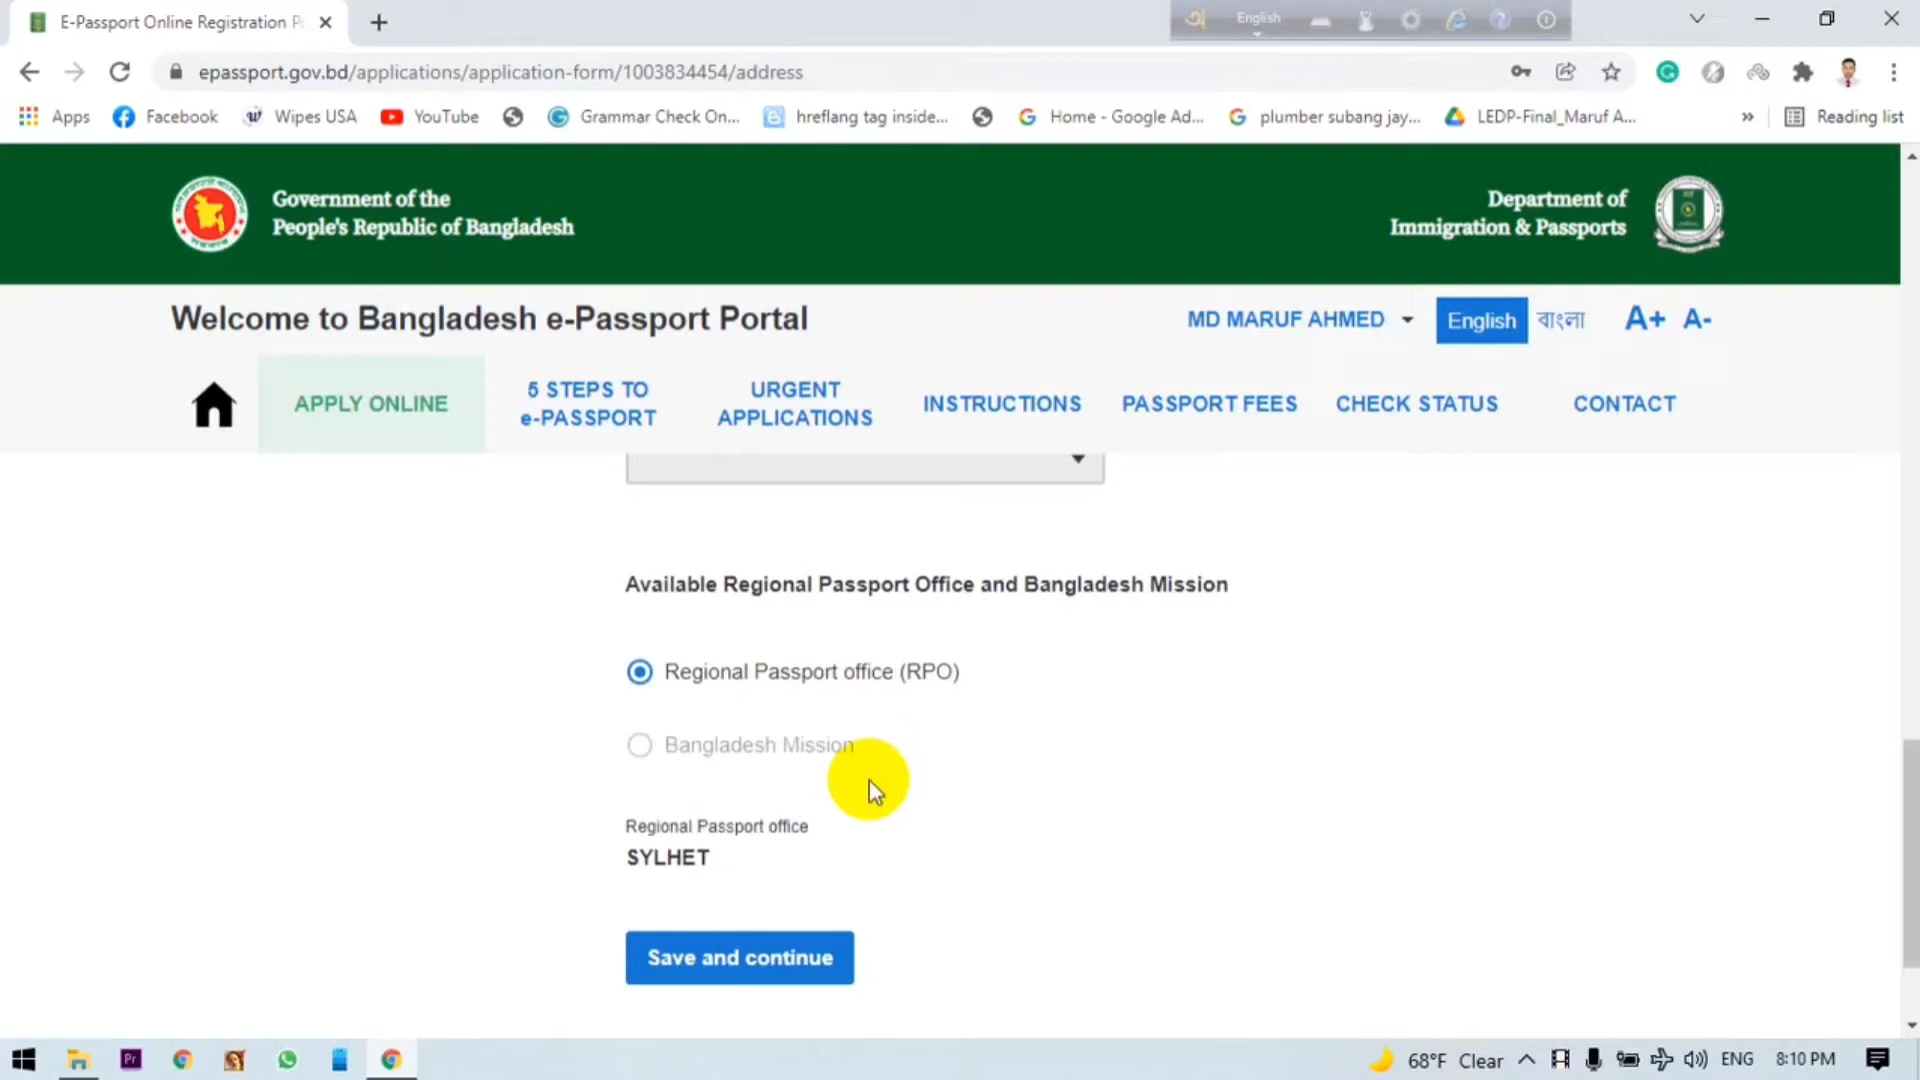 E-Passport Online Registration Po
English
epassport.gov.bd/applications/application-form/1003834454/address
Apps
Facebook
Wipes USA
YouTube
Grammar Check On...
hreflang tag inside...
Home - Google Ad...
plumber subang jay...
LEDP-Final_Maruf A...
»
Reading list
Government of the
People's Republic of Bangladesh
Department of
Immigration & Passports
Welcome to Bangladesh e-Passport Portal
MD MARUF AHMED
English
বাংলা
A+
A-
APPLY ONLINE
5 STEPS TO
e-PASSPORT
URGENT
APPLICATIONS
INSTRUCTIONS
PASSPORT FEES
CHECK STATUS
CONTACT
Available Regional Passport Office and Bangladesh Mission
Regional Passport office (RPO)
Bangladesh Mission
Regional Passport office
SYLHET
Save and continue
Pr
68°F Clear
ENG
8:10 PM